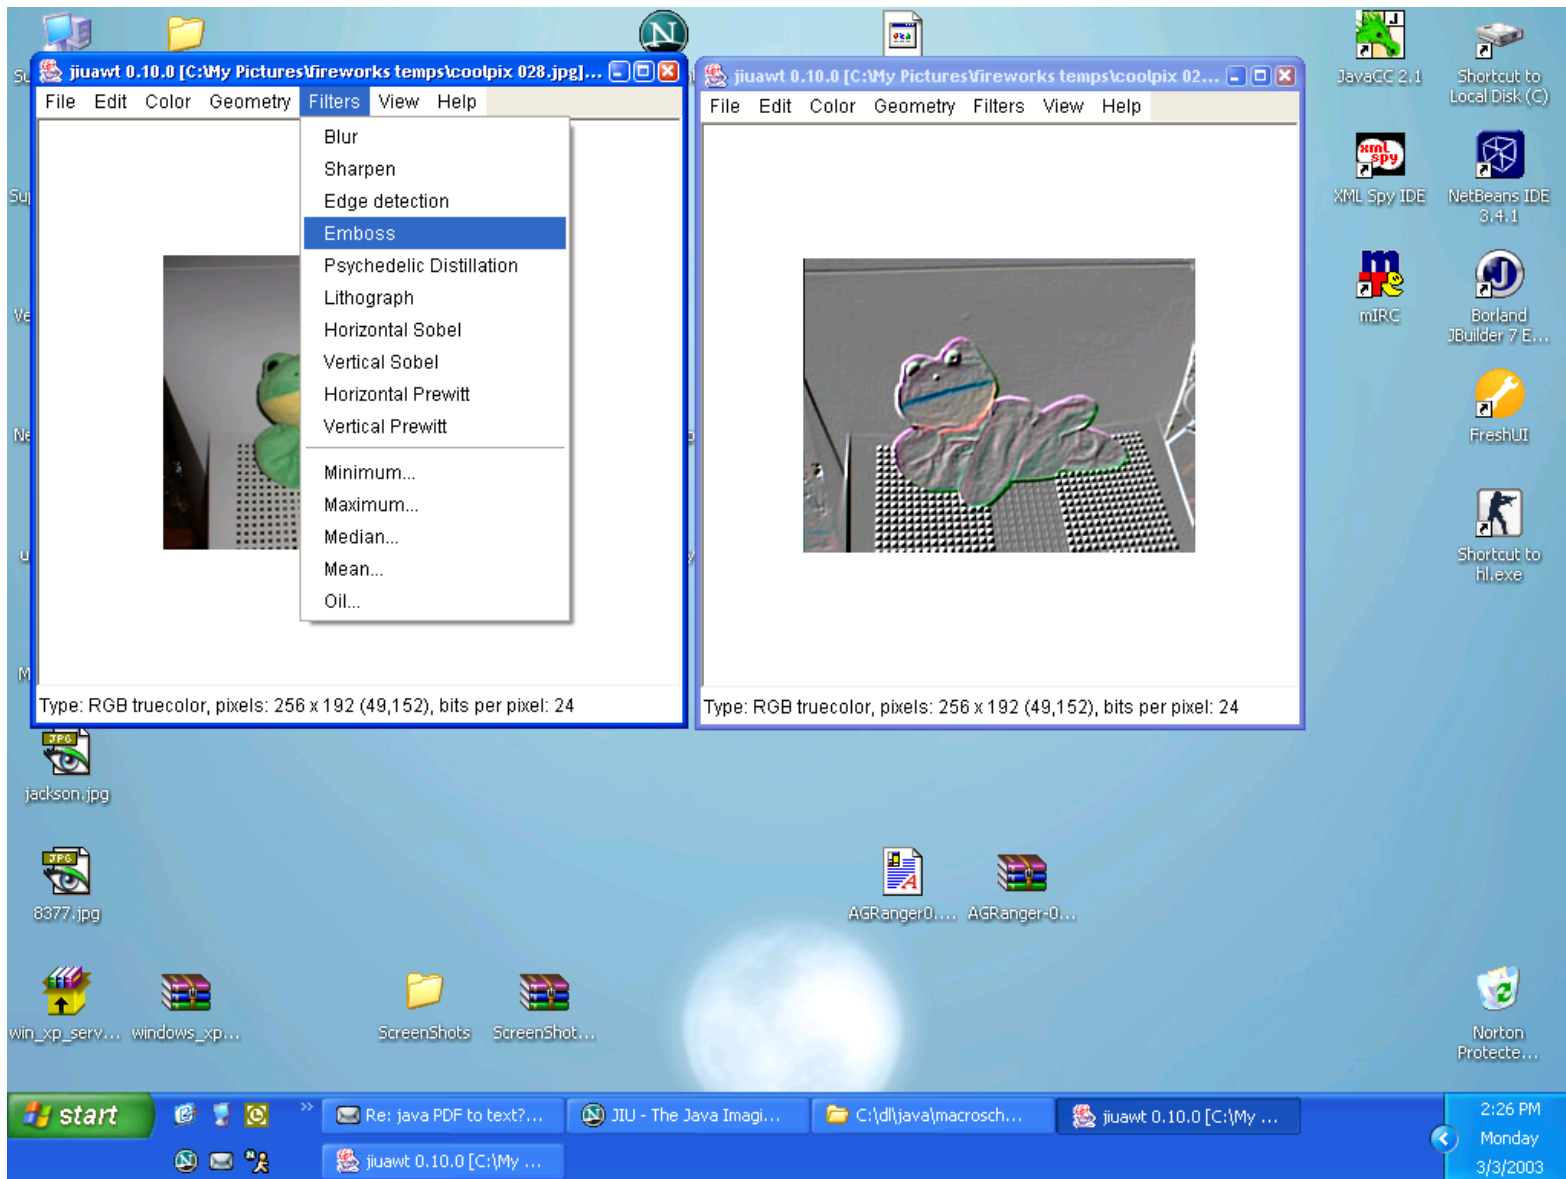 jiuawt 0.10.0 [C:\My Pictures\fireworks temps\coolpix 028.jpg]...
File Edit Color Geometry Filters View Help
Blur
Sharpen
Edge detection
Emboss
Psychedelic Distillation
Lithograph
Horizontal Sobel
Vertical Sobel
Horizontal Prewitt
Vertical Prewitt
Minimum...
Maximum...
Median...
Mean...
Oil...
Type: RGB truecolor, pixels: 256 x 192 (49,152), bits per pixel: 24
jiuawt 0.10.0 [C:\My Pictures\fireworks temps\coolpix 02...
File Edit Color Geometry Filters View Help
Type: RGB truecolor, pixels: 256 x 192 (49,152), bits per pixel: 24
JavaCC 2.1
Shortcut to
Local Disk (C)
xml
spy
XML Spy IDE
NetBeans IDE
3.4.1
mIRC
Borland
JBuilder 7 E...
FreshUI
Shortcut to
hl.exe
JPG
jackson.jpg
JPG
8377.jpg
AGRanger0....
AGRanger-0...
win_xp_serv...
windows_xp...
ScreenShots
ScreenShot...
Norton
Protecte...
start
Re: java PDF to text?...
JIU - The Java Imagi...
C:\dl\java\macrosch...
jiuawt 0.10.0 [C:\My ...
jiuawt 0.10.0 [C:\My ...
2:26 PM
Monday
3/3/2003